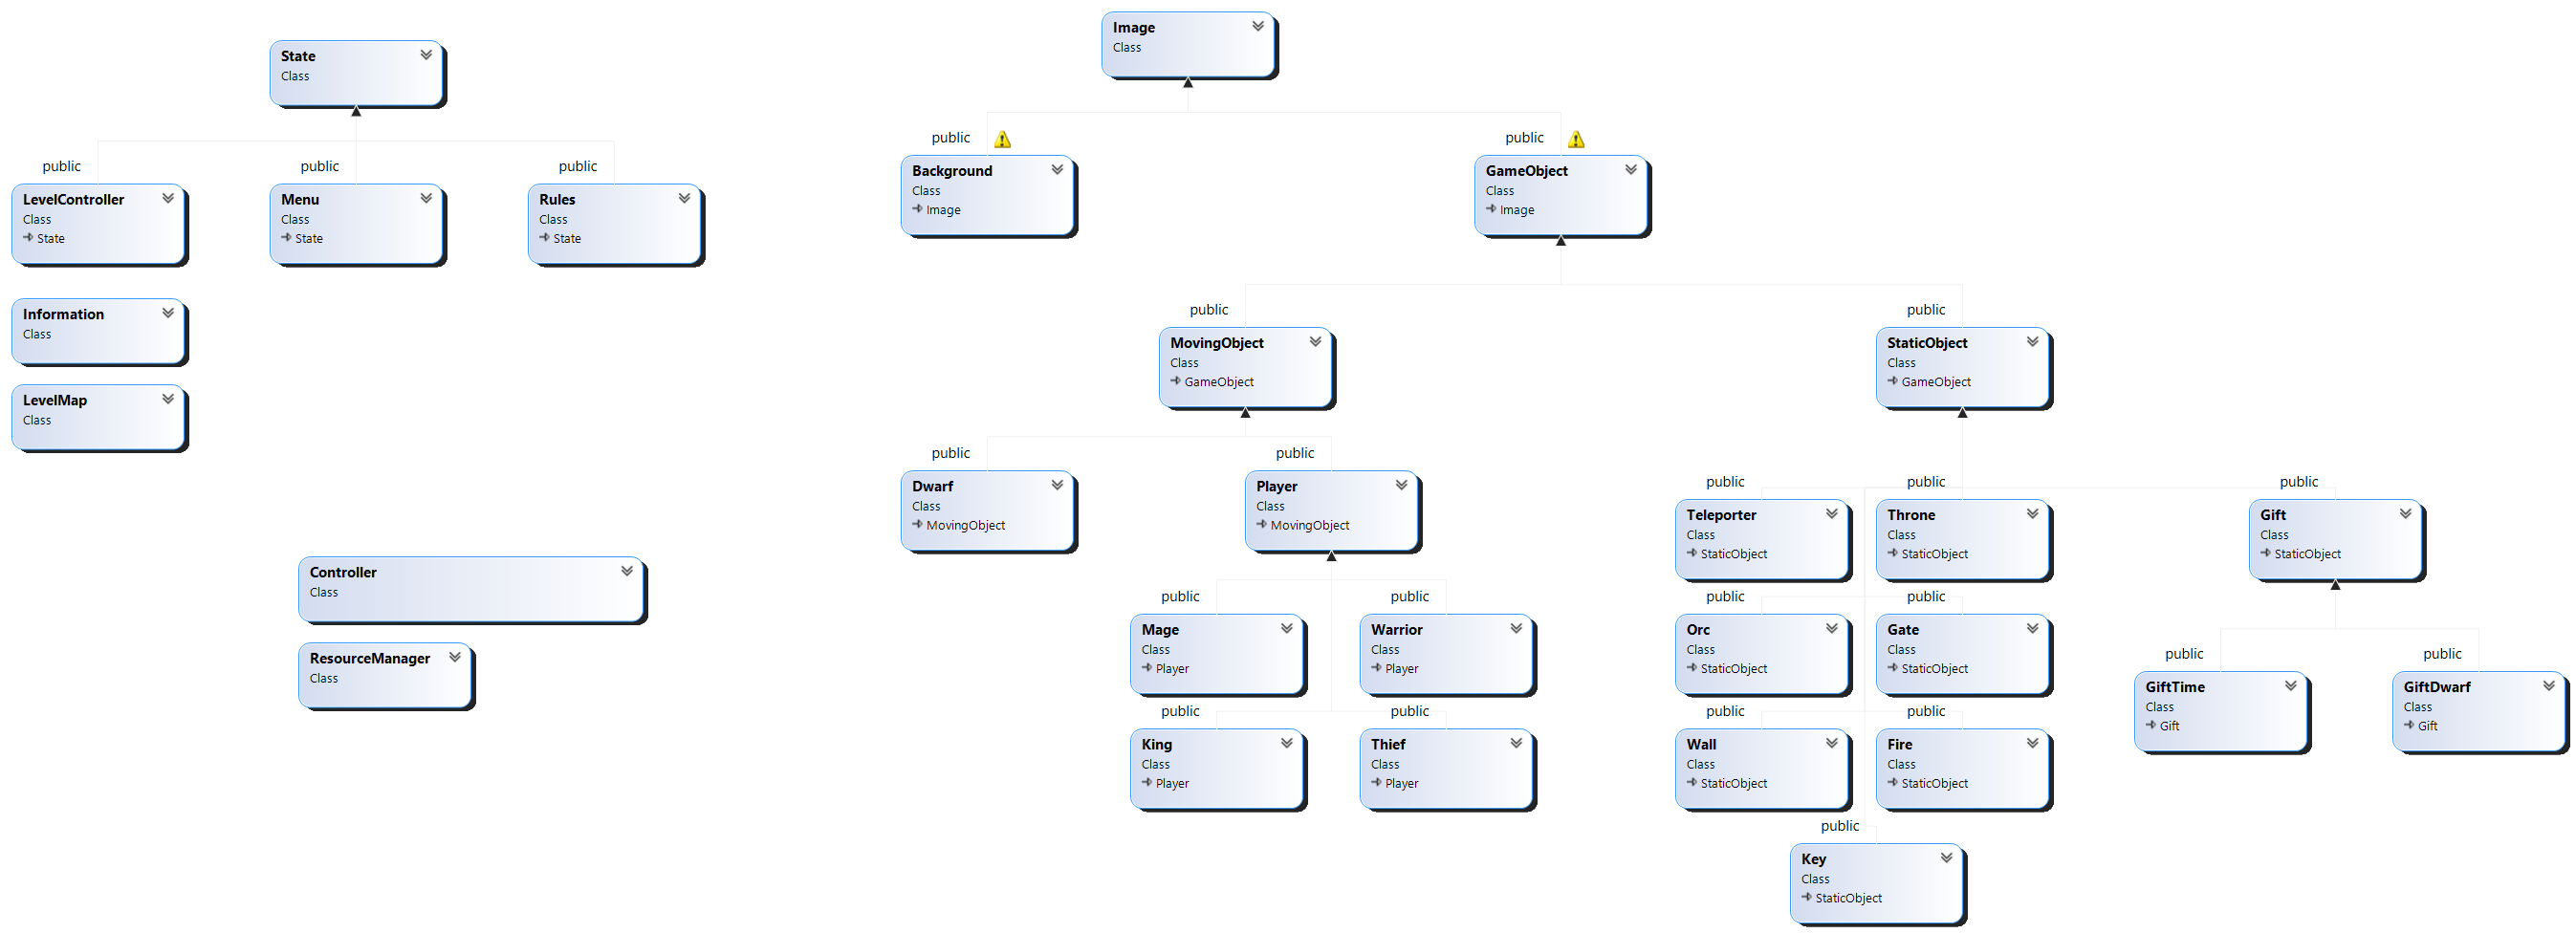 Image
Class
State
Class
public
public
Background
Class
Image
GameObject
Class
Image
public
public
public
LevelController
Class
State
Menu
Class
State
Rules
Class
State
Information
Class
LevelMap
Class
public
public
MovingObject
Class
GameObject
StaticObject
Class
GameObject
public
public
Dwarf
Class
MovingObject
Player
Class
MovingObject
public
public
public
Teleporter
Class
StaticObject
Throne
Class
StaticObject
Gift
Class
StaticObject
Controller
Class
ResourceManager
Class
public
public
Mage
Class
Player
Warrior
Class
Player
public
public
Orc
Class
StaticObject
Gate
Class
StaticObject
public
public
GiftTime
Class
Gift
GiftDwarf
Class
Gift
public
public
King
Class
Player
Thief
Class
Player
public
public
Wall
Class
StaticObject
Fire
Class
StaticObject
public
Key
Class
StaticObject